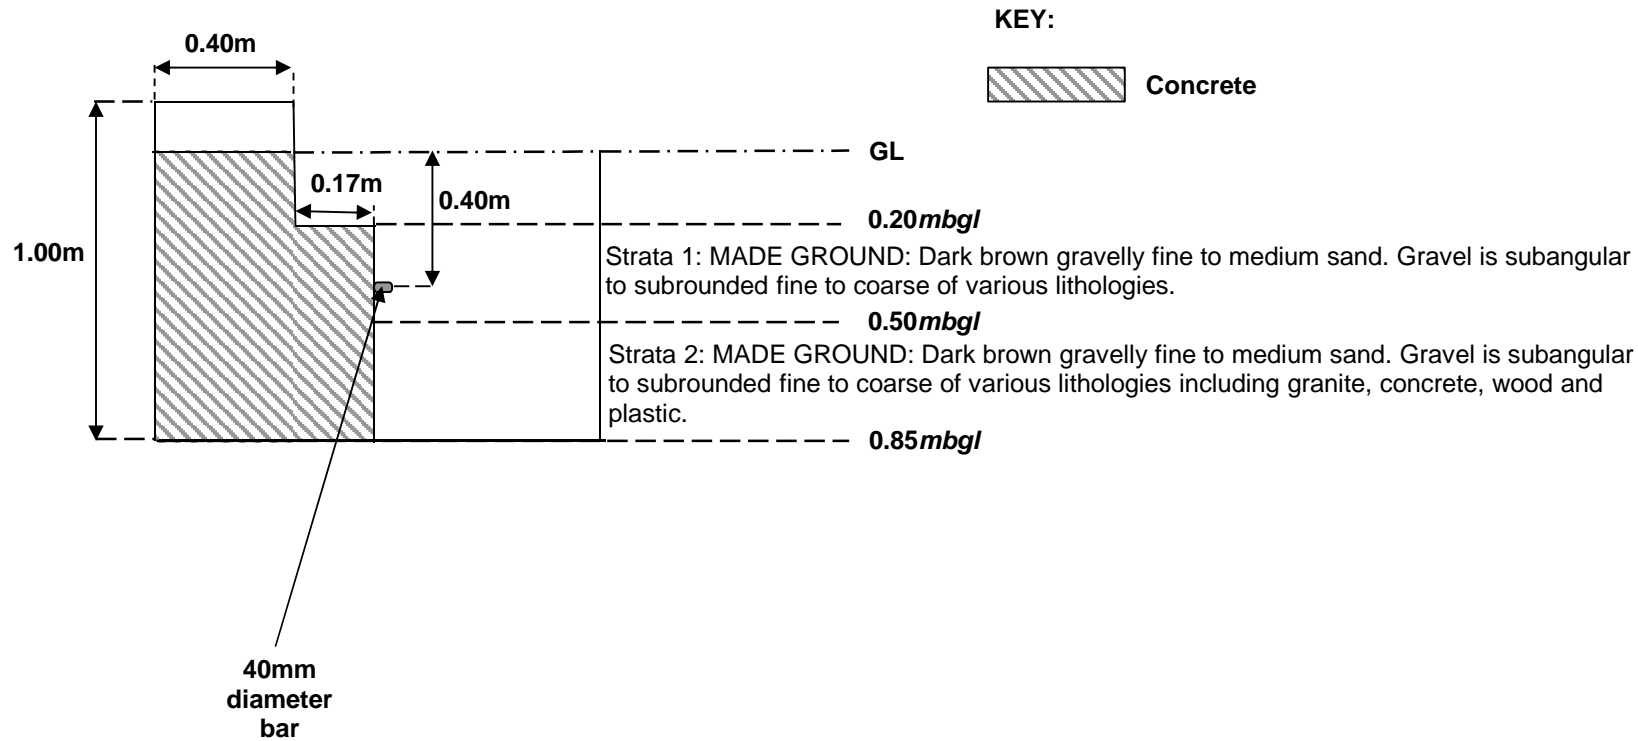 KEY:
0.40m
Concrete
GL
0.17m
0.40m
0.20mbgl
1.00m
Strata 1: MADE GROUND: Dark brown gravelly fine to medium sand. Gravel is subangular
to subrounded fine to coarse of various lithologies.
0.50mbgl
Strata 2: MADE GROUND: Dark brown gravelly fine to medium sand. Gravel is subangular
to subrounded fine to coarse of various lithologies including granite, concrete, wood and
plastic.
0.85mbgl
40mm
diameter
bar